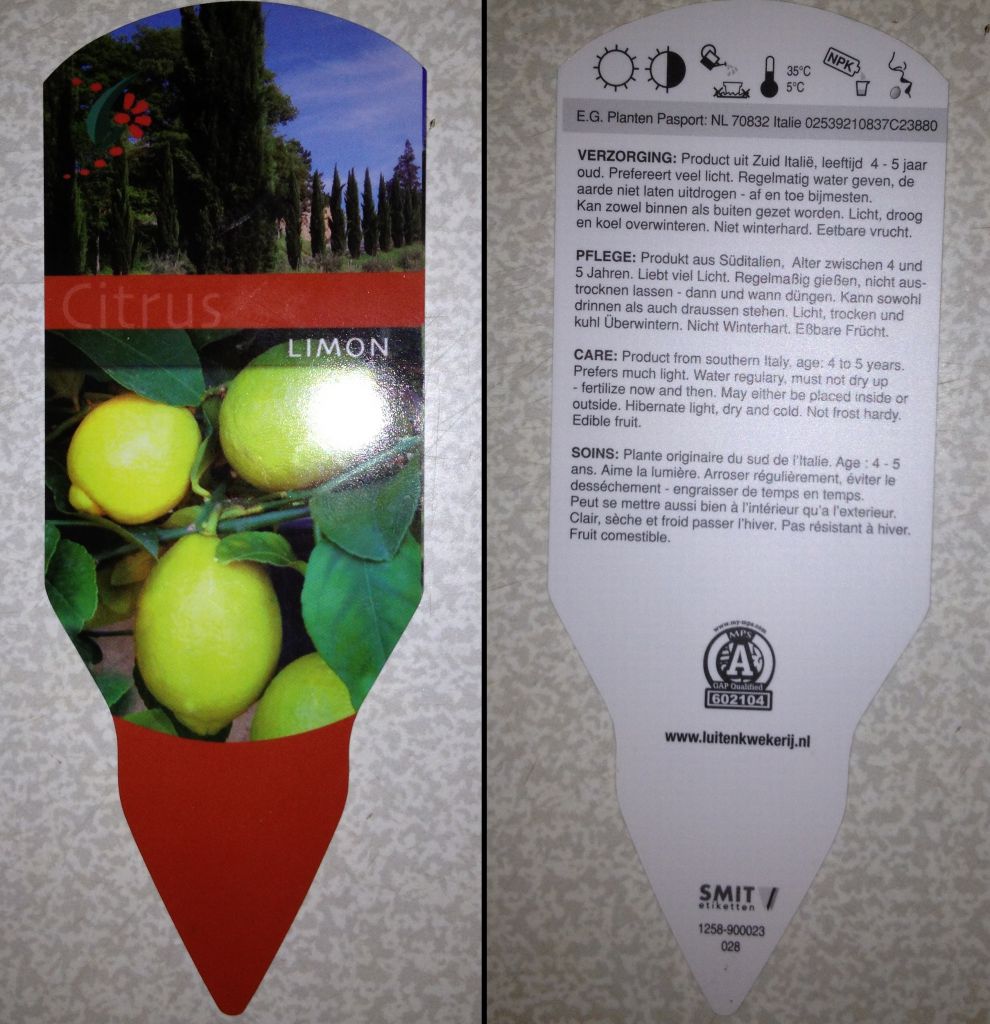 Citrus
LIMON
35°C
5°C
NPK
E.G. Planten Pasport: NL 70832 Italie 02539210837C23880
VERZORGING: Product uit Zuid Italië, leeftijd 4 - 5 jaar
oud. Prefereert veel licht. Regelmatig water geven, de
aarde niet laten uitdrogen - af en toe bijmesten.
Kan zowel binnen als buiten gezet worden. Licht, droog
en koel overwinteren. Niet winterhard. Eetbare vrucht.
PFLEGE: Produkt aus Süditalien, Alter zwischen 4 und
5 Jahren. Liebt viel Licht. Regelmaßig gießen, nicht aus-
trocknen lassen - dann und wann düngen. Kann sowohl
drinnen als auch draussen stehen. Licht, trocken und
kuhl Überwintern. Nicht Winterhart. Eßbare Frücht.
CARE: Product from southern Italy, age: 4 to 5 years.
Prefers much light. Water regulary, must not dry up
- fertilize now and then. May either be placed inside or
outside. Hibernate light, dry and cold. Not frost hardy.
Edible fruit.
SOINS: Plante originaire du sud de l'Italie. Age : 4 - 5
ans. Aime la lumière. Arroser régulièrement, éviter le
desséchement - engraisser de temps en temps.
Peut se mettre aussi bien à l'intérieur qu'a l'exterieur.
Clair, sèche et froid passer l'hiver. Pas résistant à hiver.
Fruit comestible.
www.my-mps.com
MPS
A
GAP Qualified
602104
www.luitenkwekerij.nl
SMIT
etiketten
1258-900023
028